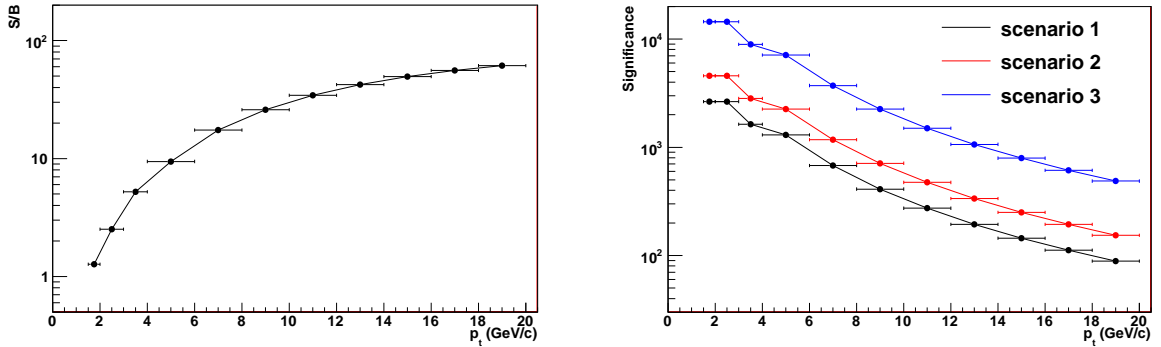 S/B
10²
10
1
0 2 4 6 8 10 12 14 16 18 20
p_t (GeV/c)
Significance
10⁴
10³
10²
scenario 1
scenario 2
scenario 3
0 2 4 6 8 10 12 14 16 18 20
p_t (GeV/c)